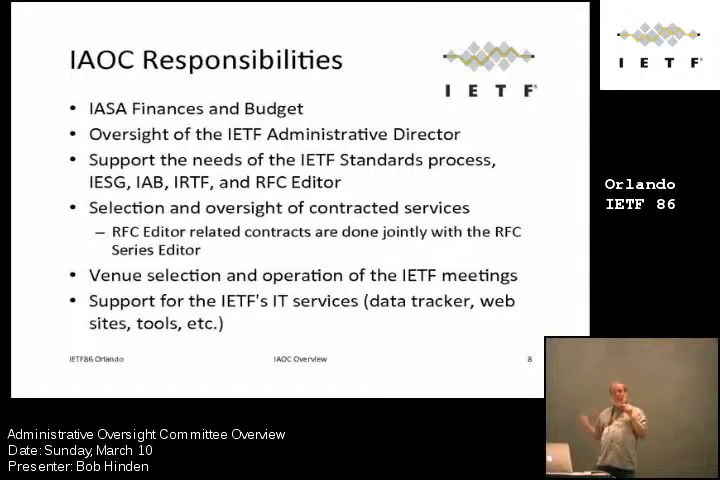 IAOC Responsibilities
I E T F®
• IASA Finances and Budget
• Oversight of the IETF Administrative Director
• Support the needs of the IETF Standards process,
IESG, IAB, IRTF, and RFC Editor
• Selection and oversight of contracted services
– RFC Editor related contracts are done jointly with the RFC
Series Editor
• Venue selection and operation of the IETF meetings
• Support for the IETF's IT services (data tracker, web
sites, tools, etc.)
IETF86 Orlando
IAOC Overview
8
I E T F®
Orlando
IETF 86
Administrative Oversight Committee Overview
Date: Sunday, March 10
Presenter: Bob Hinden